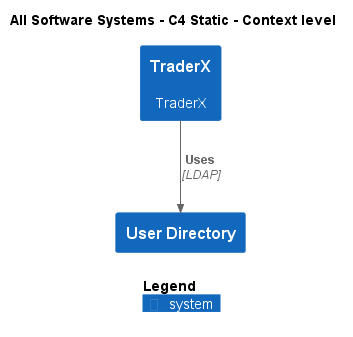 All Software Systems - C4 Static - Context level
TraderX
TraderX
Uses
[LDAP]
User Directory
Legend
system